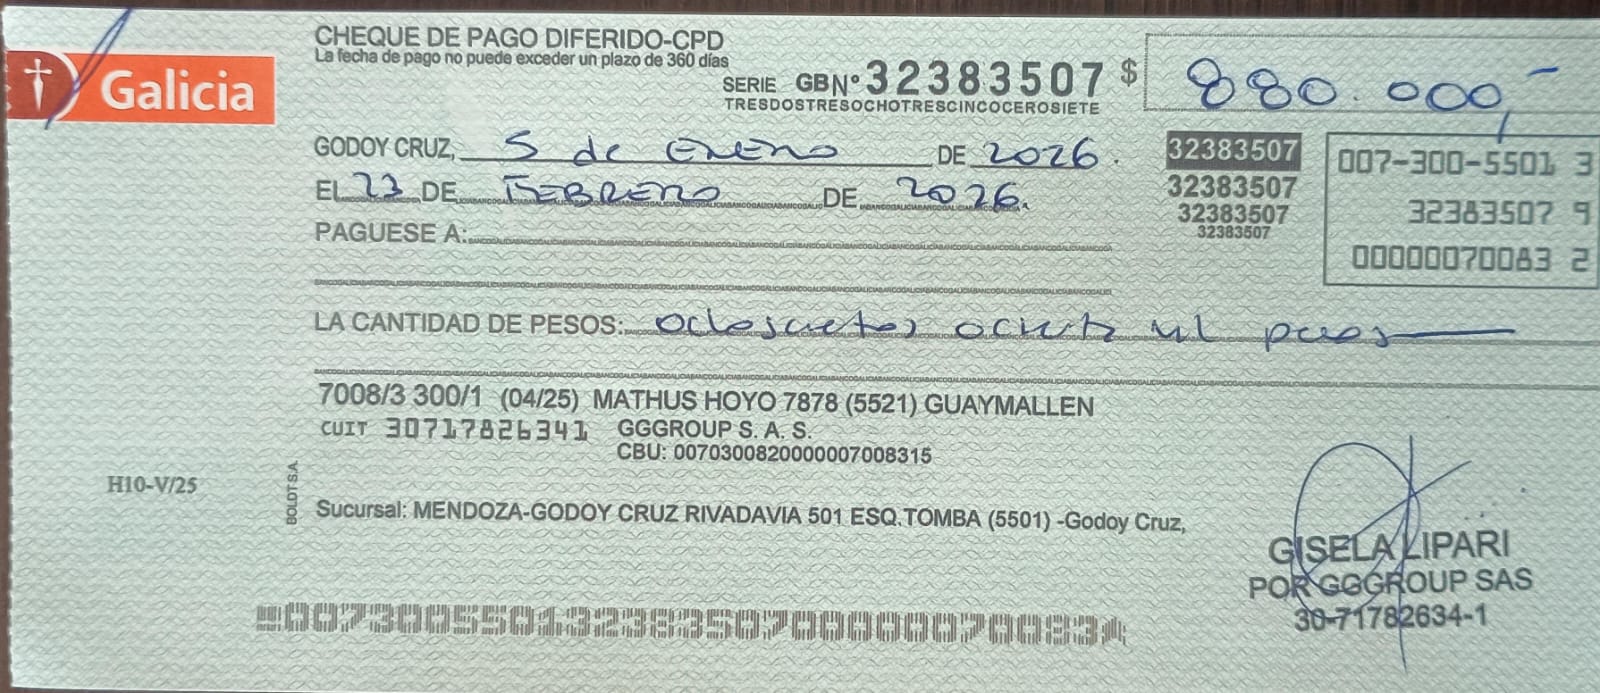 CHEQUE DE PAGO DIFERIDO-CPD
La fecha de pago no puede exceder un plazo de 360 días
Galicia
SERIE GB Nº 32383507 $ 880.000,-
TRESDOSTRESOCHOTRESCINCOCEROSIETE
GODOY CRUZ, 5 de Enero DE 2026.
32383507
007-300-5501 3
EL 23 DE FEBRERO DE 2026.
32383507
32383507 9
32383507
PAGUESE A:
32383507
00000070083 2
LA CANTIDAD DE PESOS: ochocientos ochenta mil pesos
7008/3 300/1 (04/25) MATHUS HOYO 7878 (5521) GUAYMALLEN
CUIT 30717826341 GGGROUP S. A. S.
CBU: 0070300820000007008315
H10-V/25
BOLDT S.A.
Sucursal: MENDOZA-GODOY CRUZ RIVADAVIA 501 ESQ.TOMBA (5501) -Godoy Cruz,
GISELA LIPARI
POR GGGROUP SAS
30-71782634-1
00730055013238350700000070083